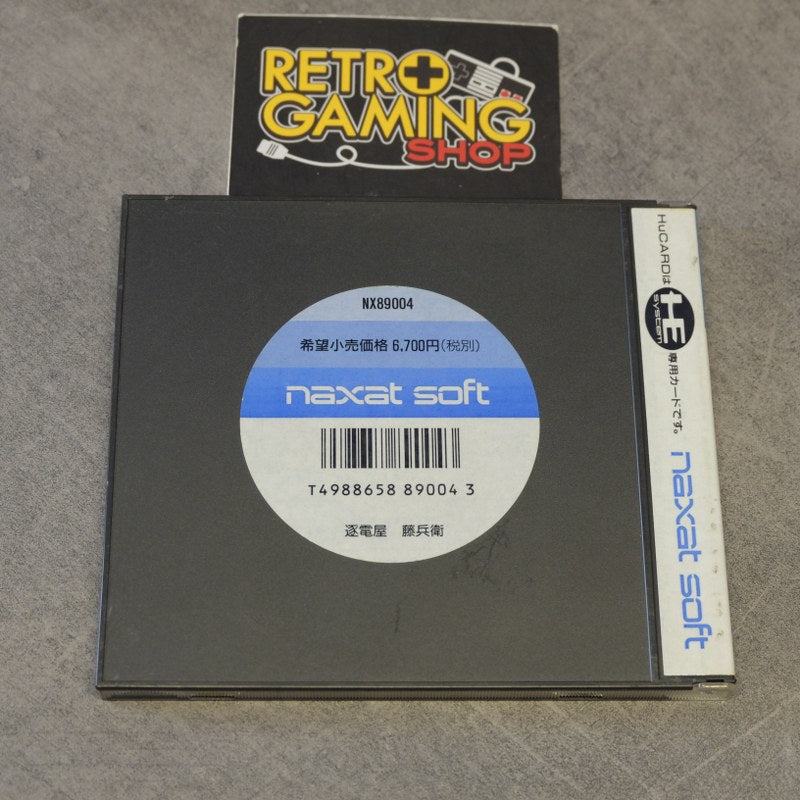 RETRO
GAMING
SHOP
NX89004
希望小売価格 6,700円(税別)
naxat soft
T4988658 89004 3
逐電屋 藤兵衛
HuCARDは
HE
system
専用カードです。
naxat soft